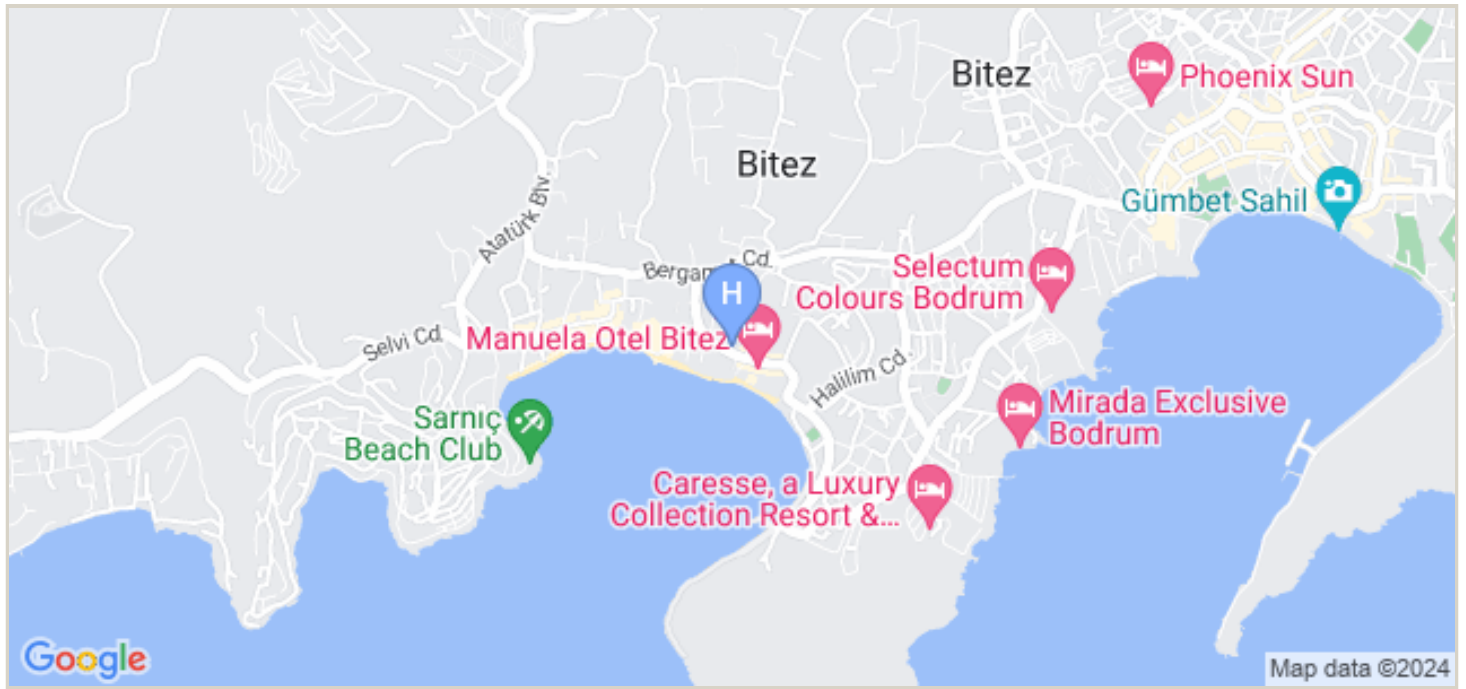 Bitez
Phoenix Sun
Bitez
Gümbet Sahil
Atatürk Blv.
Cd.
H
Selectum
Colours Bodrum
Manuela Otel Bitez
Selvi Cd.
Halilim Cd.
Sarnıç
Beach Club
Mirada Exclusive
Bodrum
Caresse, a Luxury
Collection Resort &...
Google
Map data ©2024